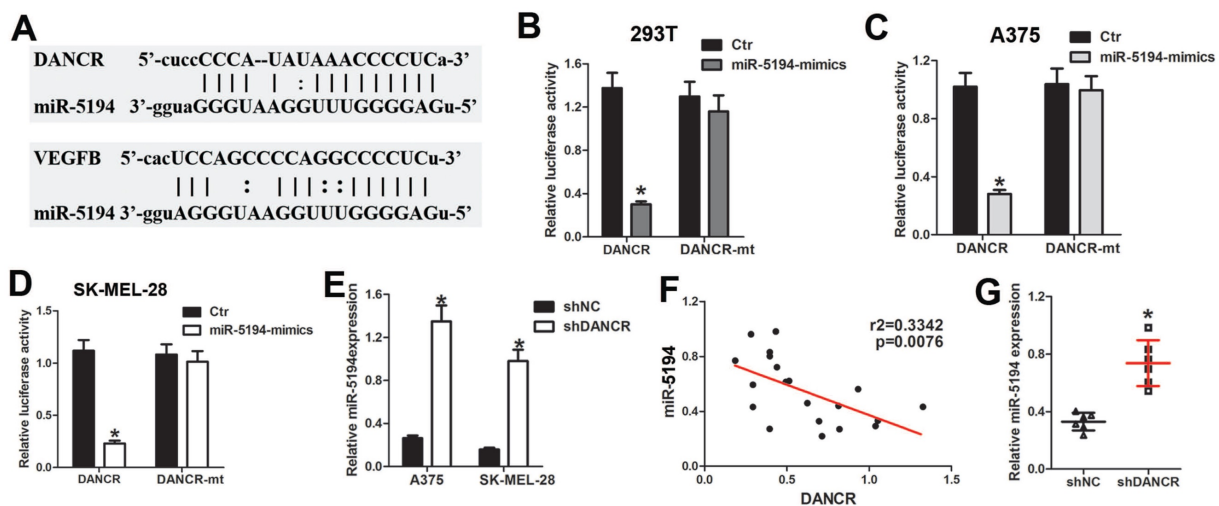 A
DANCR 5'-cuccCCCA--UAUAAACCCCUCa-3'
miR-5194 3'-gguaGGGUAAGGUUUGGGGAGu-5'
VEGFB 5'-cacUCCAGCCCCAGGCCCCUCu-3'
miR-5194 3'-gguAGGGUAAGGUUUGGGGAGu-5'
B
293T
Ctr
miR-5194-mimics
Relative luciferase activity
1.6
1.2
0.8
0.4
0.0
DANCR DANCR-mt
C
A375
Ctr
miR-5194-mimics
Relative luciferase activity
1.2
1.0
0.8
0.6
0.4
0.2
0.0
DANCR DANCR-mt
*
*
D
SK-MEL-28
Ctr
miR-5194-mimics
Relative luciferase activity
1.5
1.0
0.5
0.0
*
DANCR DANCR-mt
E
shNC
shDANCR
Relative miR-5194expression
1.6
1.2
0.8
0.4
0.0
*
*
A375 SK-MEL-28
F
r2=0.3342
p=0.0076
miR-5194
1.2
0.8
0.4
0.0
0.0 0.5 1.0 1.5
DANCR
G
Relative miR-5194 expression
1.2
0.8
0.4
0.0
*
shNC shDANCR